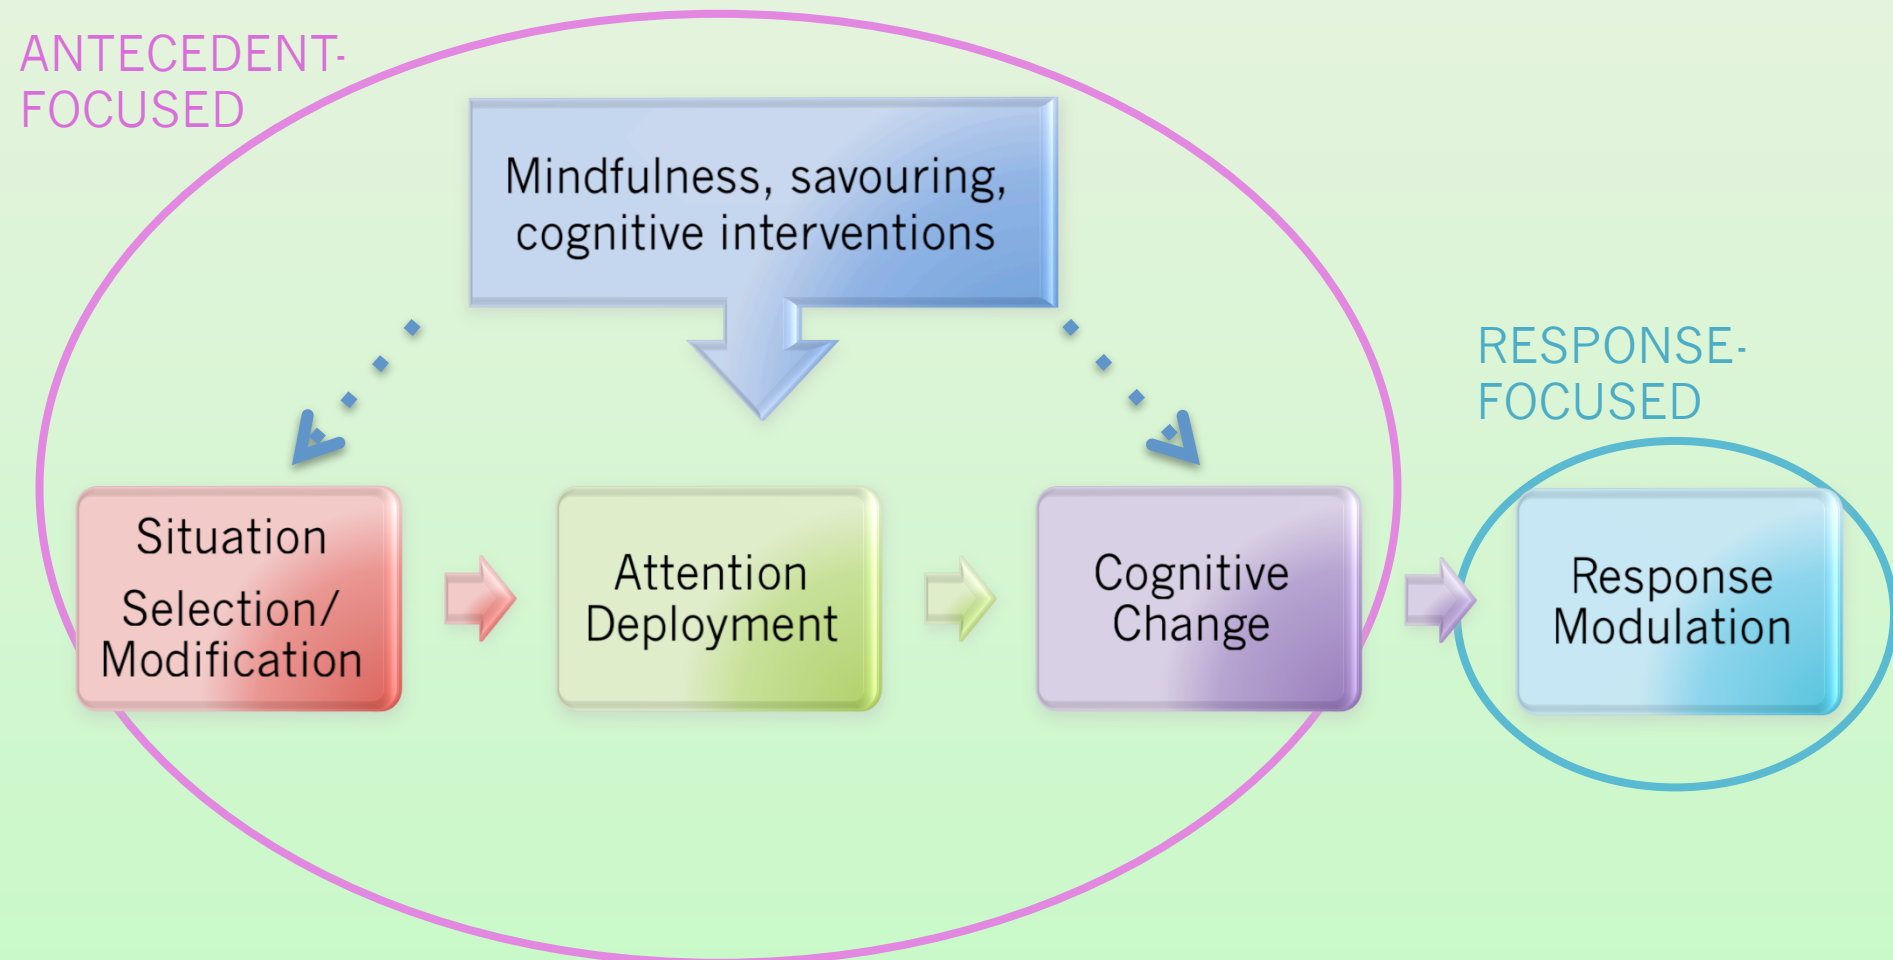 ANTECEDENT-
FOCUSED
Mindfulness, savouring,
cognitive interventions
RESPONSE-
FOCUSED
Situation
Selection/
Modification
Attention
Deployment
Cognitive
Change
Response
Modulation